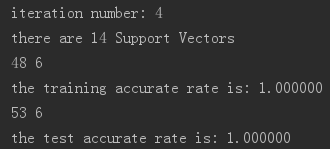 iteration number: 4
there are 14 Support Vectors
48 6
the training accurate rate is: 1.000000
53 6
the test accurate rate is: 1.000000